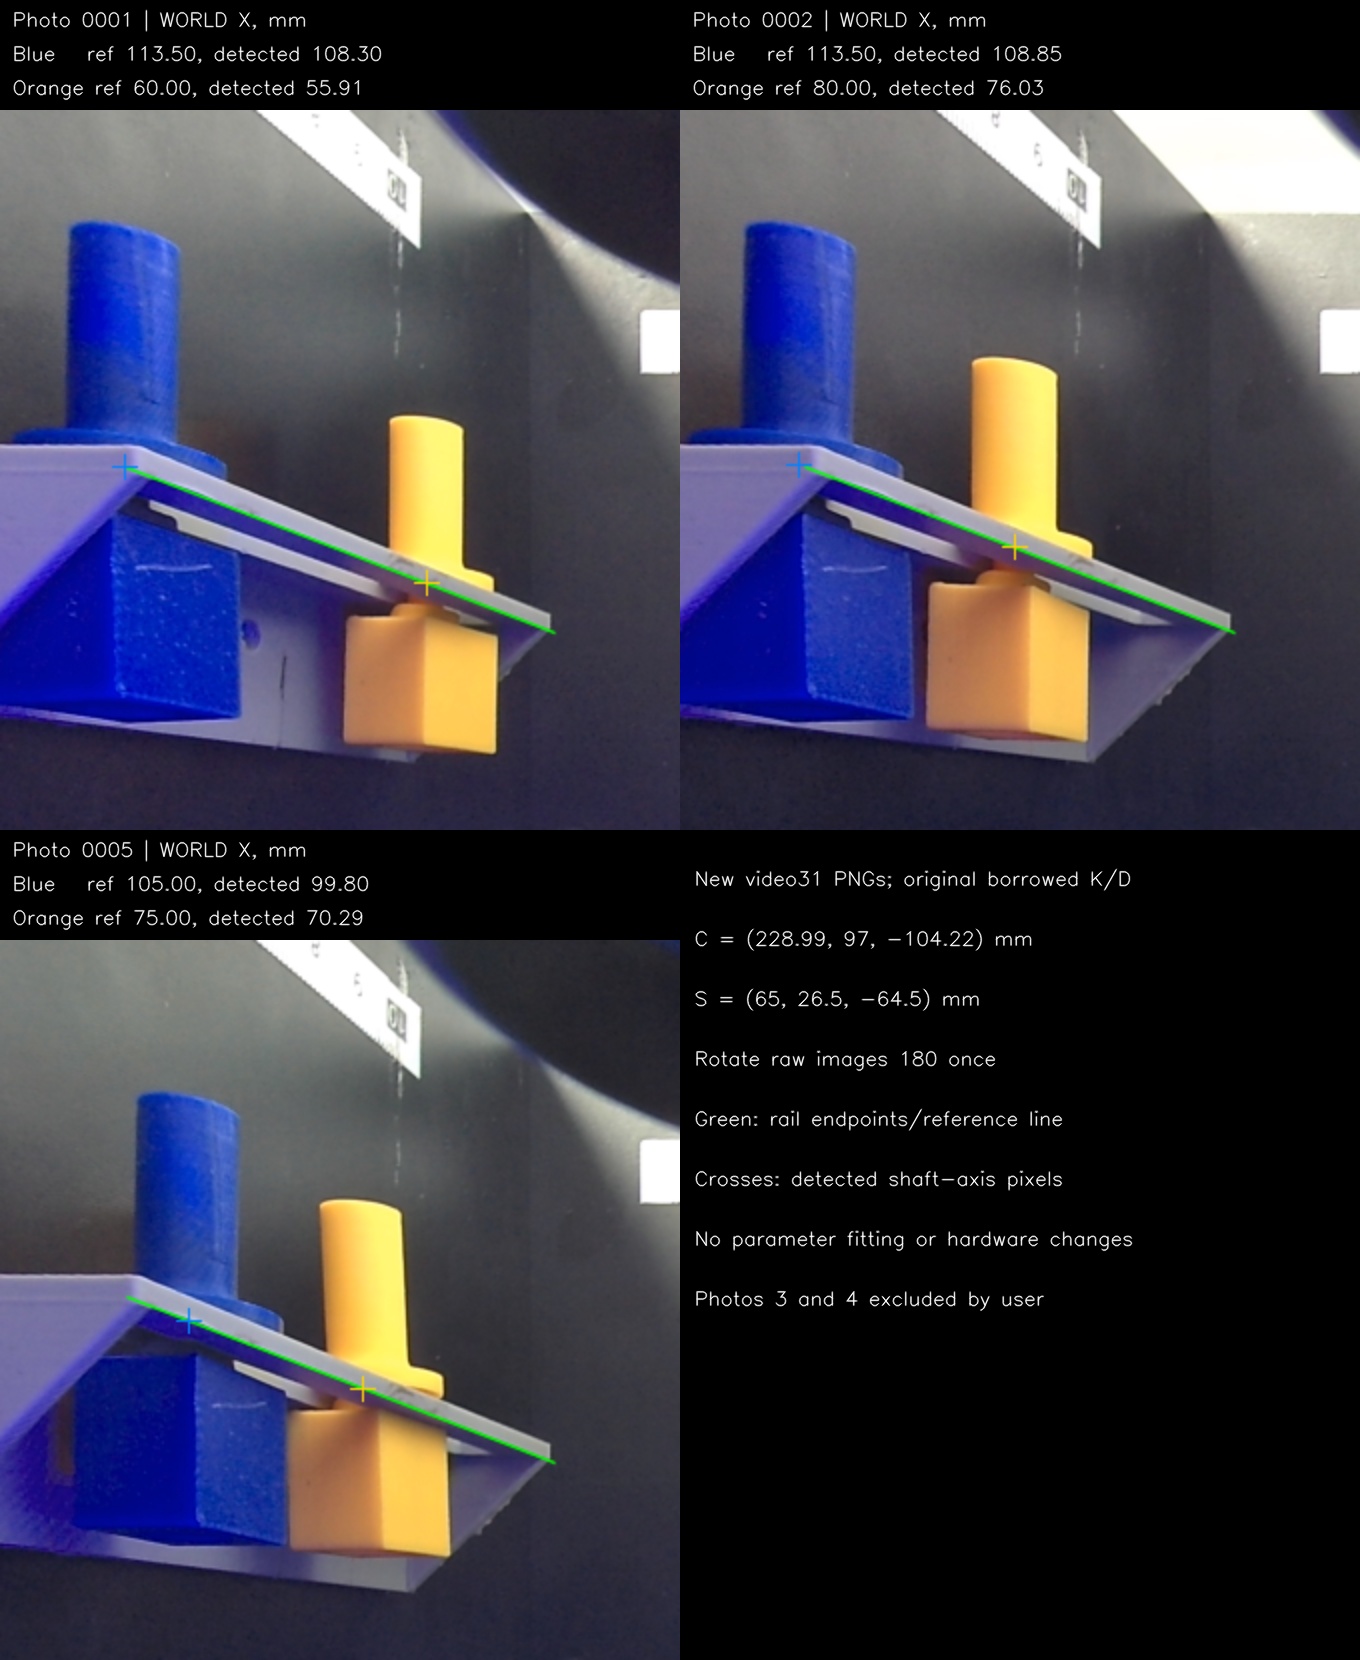 Photo 0001 | WORLD X, mm
Blue ref 113.50, detected 108.30
Orange ref 60.00, detected 55.91
Photo 0002 | WORLD X, mm
Blue ref 113.50, detected 108.85
Orange ref 80.00, detected 76.03
Photo 0005 | WORLD X, mm
Blue ref 105.00, detected 99.80
Orange ref 75.00, detected 70.29
New video31 PNGs; original borrowed K/D
C = (228.99, 97, −104.22) mm
S = (65, 26.5, −64.5) mm
Rotate raw images 180 once
Green: rail endpoints/reference line
Crosses: detected shaft−axis pixels
No parameter fitting or hardware changes
Photos 3 and 4 excluded by user